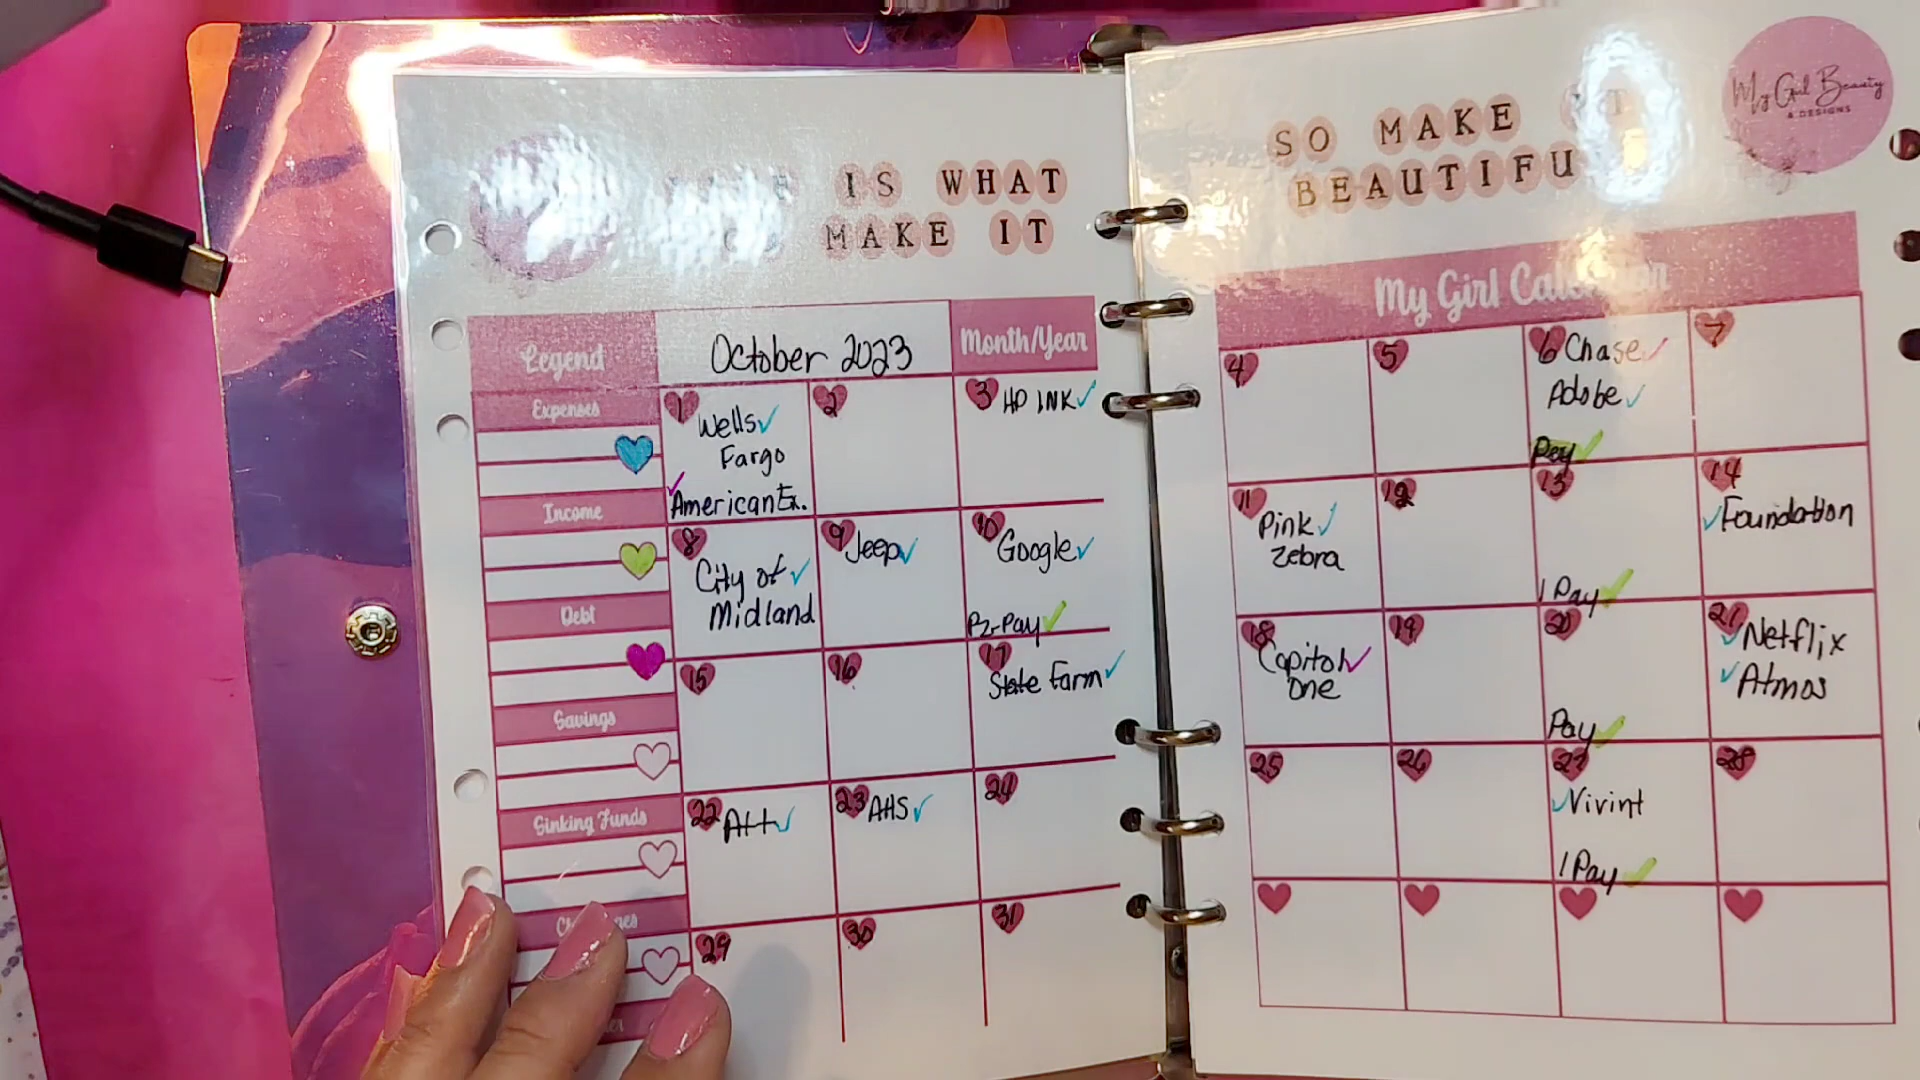 IS WHAT
MAKE IT
SO MAKE
BEAUTIFU
My Girl Beauty
& DESIGNS
Legend
October 2023
Month/Year
Expenses
Income
Debt
Savings
Sinking Funds
1 Wells
Fargo
American Ex.
2
3 HP INK
8
City of
Midland
9 Jeep
10
Google
P2-Pay
15
16
17
State Farm
22 Att
23 AHS
24
29
30
31
My Girl
4
5
6 Chase
Adobe
Pay
7
11
Pink
Zebra
12
13
1 Pay
14
Foundation
18
Capital
One
19
20
Pay
21
Netflix
Atmos
25
26
27
Vivint
1 Pay
28